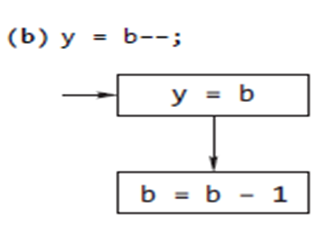 (b) y = b--;
y = b
b = b - 1